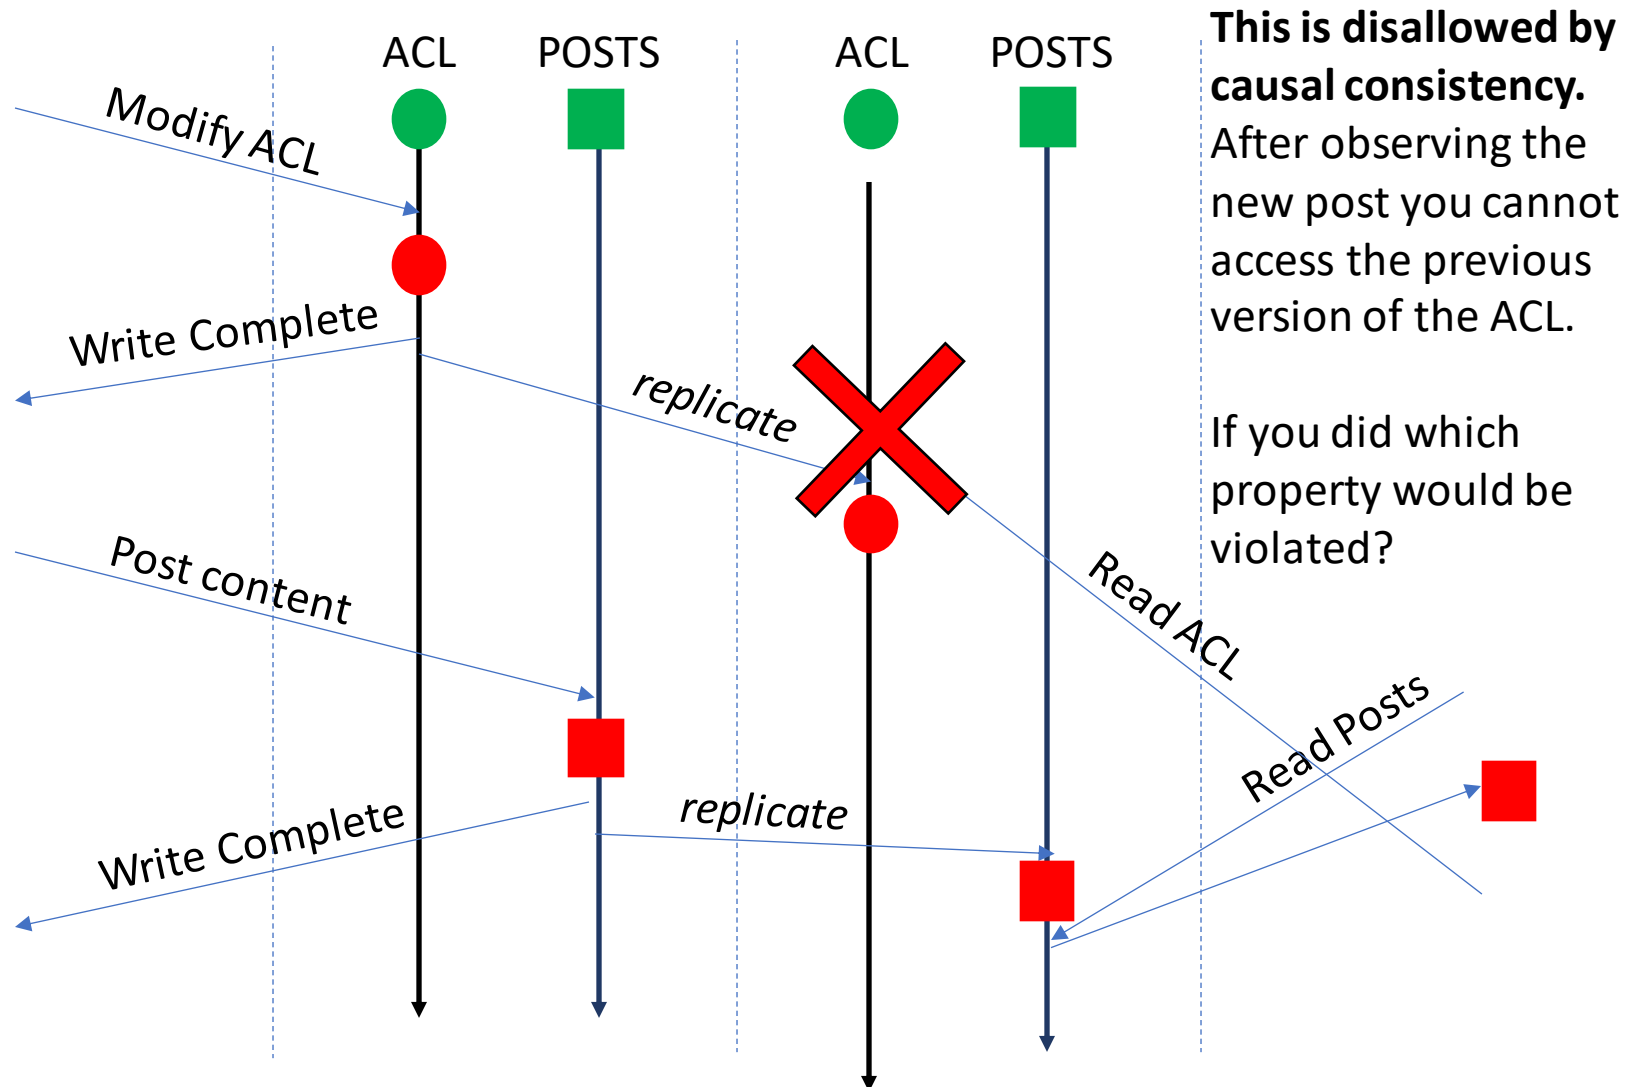 ACL
POSTS
ACL
POSTS
Modify ACL
Write Complete
replicate
Post content
Write Complete
replicate
Read ACL
Read Posts
This is disallowed by
causal consistency.
After observing the
new post you cannot
access the previous
version of the ACL.
If you did which
property would be
violated?